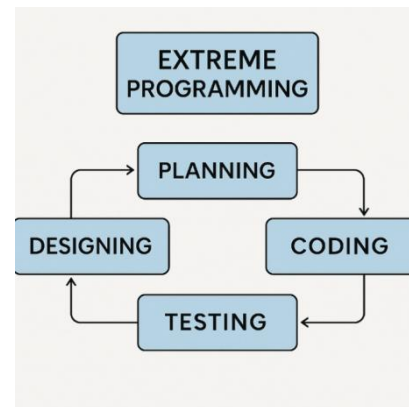 EXTREME
PROGRAMMING
PLANNING
DESIGNING
CODING
TESTING